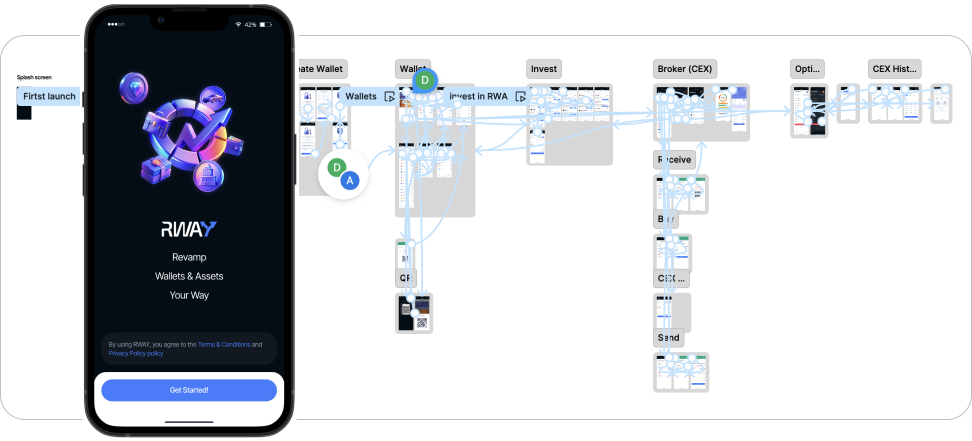 42%
Splash screen
Firtst launch
ate Wallet
Wallet
D
Wallets
invest in RWA
Invest
Broker (CEX)
Opti...
CEX Hist...
D
A
Receive
Buy
CEX ...
Send
QR
RWAY
Revamp
Wallets & Assets
Your Way
By using RWAY, you agree to the Terms & Conditions and
Privacy Policy policy
Get Started!